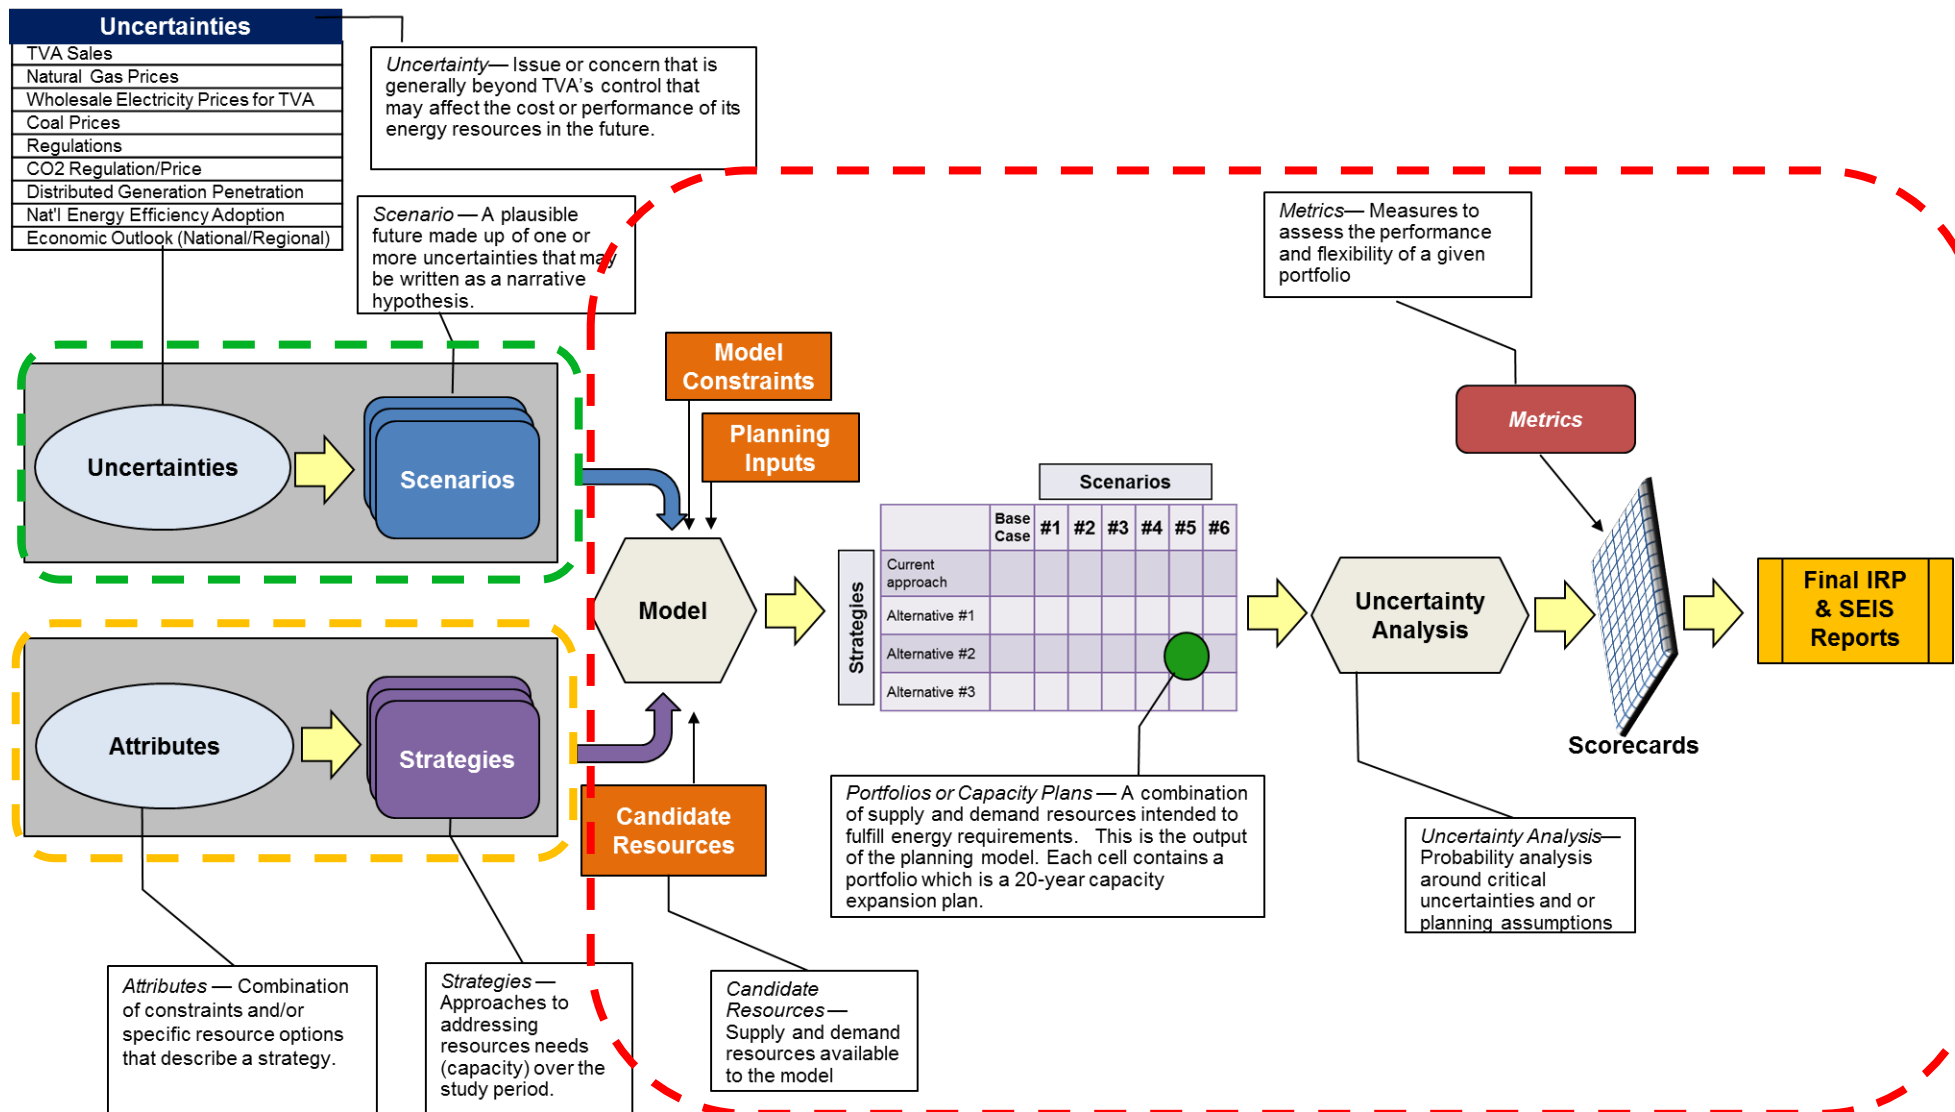 Uncertainties
TVA Sales
Natural Gas Prices
Wholesale Electricity Prices for TVA
Coal Prices
Regulations
CO2 Regulation/Price
Distributed Generation Penetration
Nat'l Energy Efficiency Adoption
Economic Outlook (National/Regional)
Uncertainty— Issue or concern that is
generally beyond TVA's control that
may affect the cost or performance of its
energy resources in the future.
Scenario — A plausible
future made up of one or
more uncertainties that may
be written as a narrative
hypothesis.
Metrics— Measures to
assess the performance
and flexibility of a given
portfolio
Uncertainties
Scenarios
Model
Constraints
Planning
Inputs
Metrics
Attributes
Strategies
Model
Candidate
Resources
Scenarios
Strategies
Base
Case
#1
#2
#3
#4
#5
#6
Current
approach
Alternative #1
Alternative #2
Alternative #3
Uncertainty
Analysis
Scorecards
Final IRP
& SEIS
Reports
Portfolios or Capacity Plans — A combination
of supply and demand resources intended to
fulfill energy requirements.   This is the output
of the planning model. Each cell contains a
portfolio which is a 20-year capacity
expansion plan.
Uncertainty Analysis—
Probability analysis
around critical
uncertainties and or
planning assumptions
Attributes — Combination
of constraints and/or
specific resource options
that describe a strategy.
Strategies —
Approaches to
addressing
resources needs
(capacity) over the
study period.
Candidate
Resources —
Supply and demand
resources available
to the model